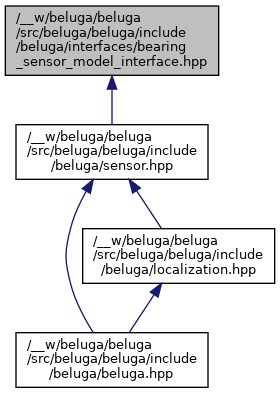 /__w/beluga/beluga
/src/beluga/beluga/include
/beluga/interfaces/bearing
_sensor_model_interface.hpp
/__w/beluga/beluga
/src/beluga/beluga/include
/beluga/sensor.hpp
/__w/beluga/beluga
/src/beluga/beluga/include
/beluga/localization.hpp
/__w/beluga/beluga
/src/beluga/beluga/include
/beluga/beluga.hpp